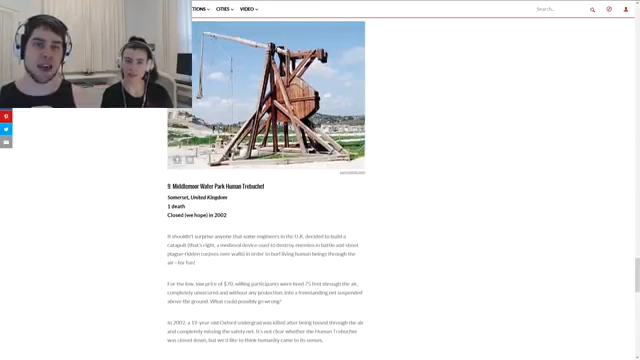 CITIES VIDEO Search...
9. Middlemoor Water Park Human Trebuchet
Somerset, United Kingdom
1 death
Closed (we hope) in 2002
It shouldn't surprise anyone that some engineers in the U.K. decided to build a
catapult (that's right, a medieval device used to destroy enemies in battle and shoot
plague-ridden corpses over walls) in order to hurl living human beings through the
air—for fun!
For the low, low price of $70, willing participants were hired 75 feet through the air,
completely unsecured and without any protection, into a freestanding net suspended
above the ground. What could possibly go wrong?
In 2002, a 19-year old Oxford undergrad was killed after being tossed through the air
and completely missing the safety net. It's not clear whether the Human Trebuchet
was closed down, but we'd like to think humanity came to its senses.